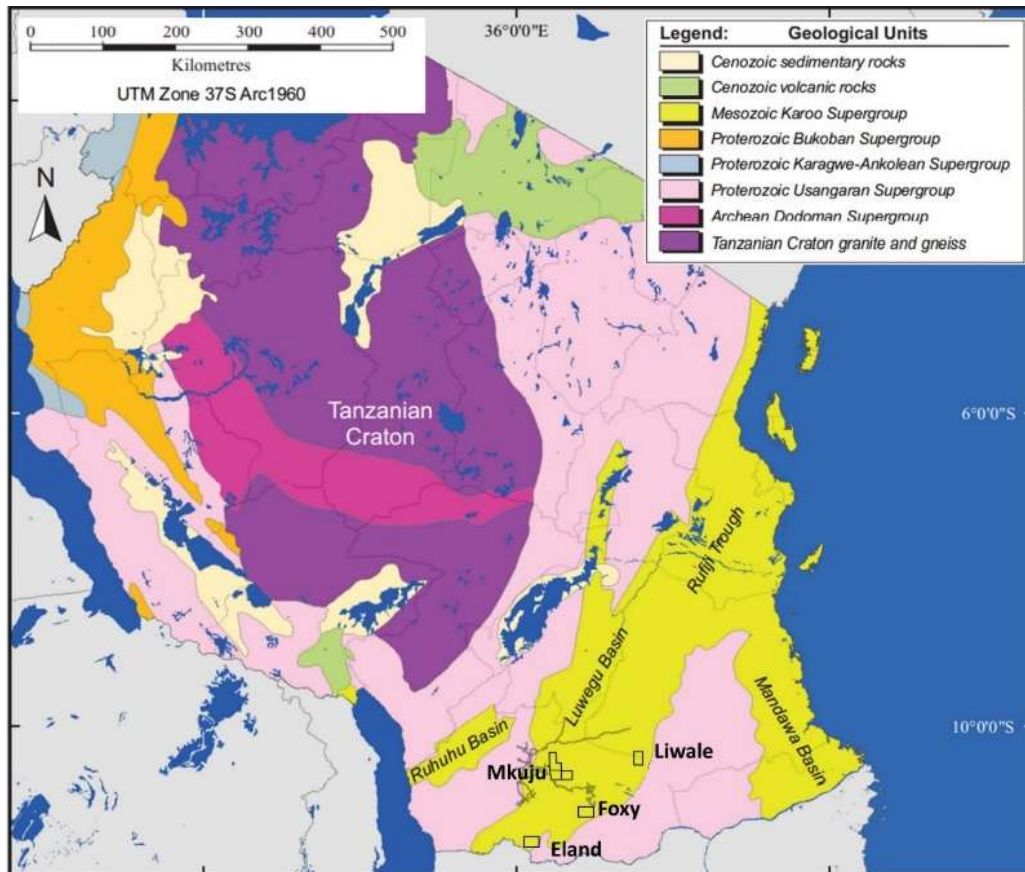 0 100 200 300 400 500
Kilometres
UTM Zone 37S Arc1960
36°0'0"E
Legend: Geological Units
Cenozoic sedimentary rocks
Cenozoic volcanic rocks
Mesozoic Karoo Supergroup
Proterozoic Bukoban Supergroup
Proterozoic Karagwe-Ankolean Supergroup
Proterozoic Usangaran Supergroup
Archean Dodoman Supergroup
Tanzanian Craton granite and gneiss
N
Tanzanian
Craton
6°0'0"S
Rufiji Trough
Luwegu Basin
Mandawa Basin
10°0'0"S
Ruhuhu Basin
Liwale
Mkuju
Foxy
Eland